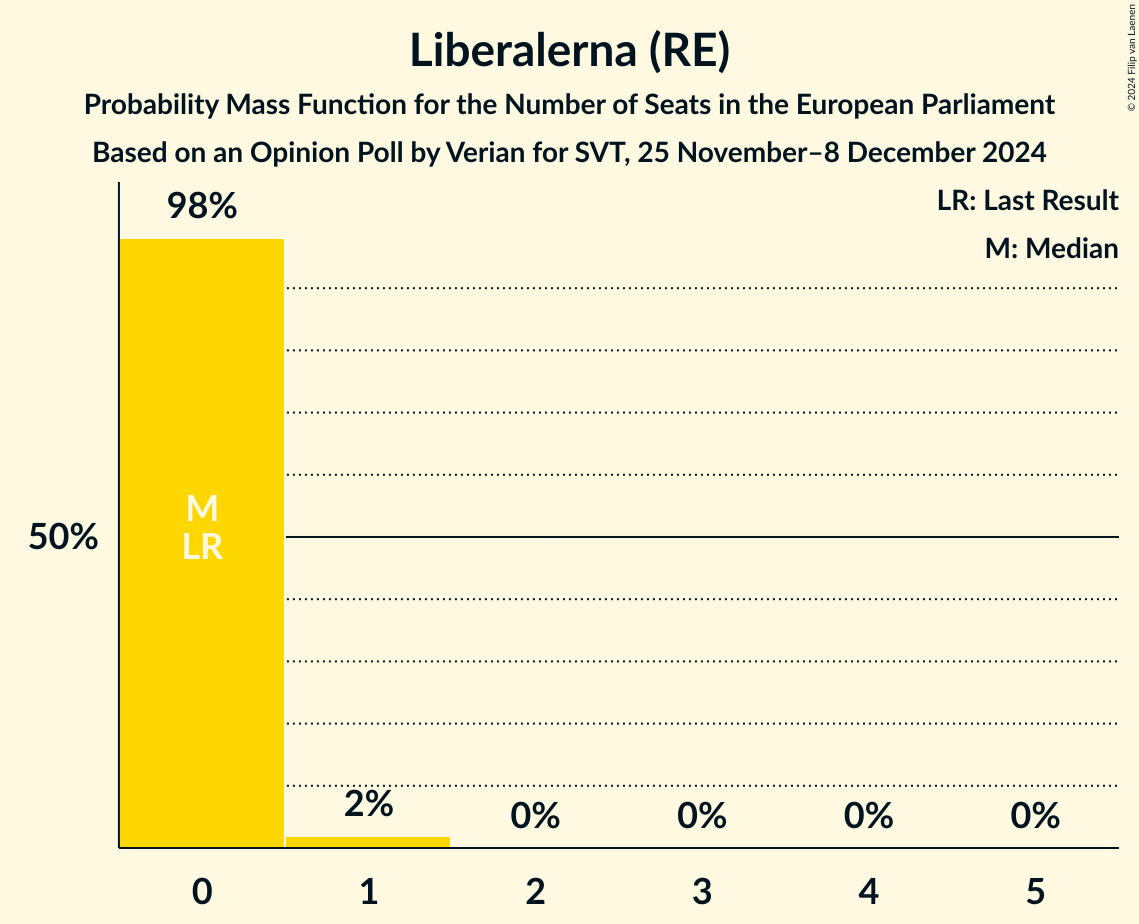 Liberalerna (RE)
Probability Mass Function for the Number of Seats in the European Parliament
Based on an Opinion Poll by Verian for SVT, 25 November–8 December 2024
© 2024 Filip van Laenen
LR: Last Result
M: Median
98%
M
LR
50%
2%
0%
0%
0%
0%
0
1
2
3
4
5